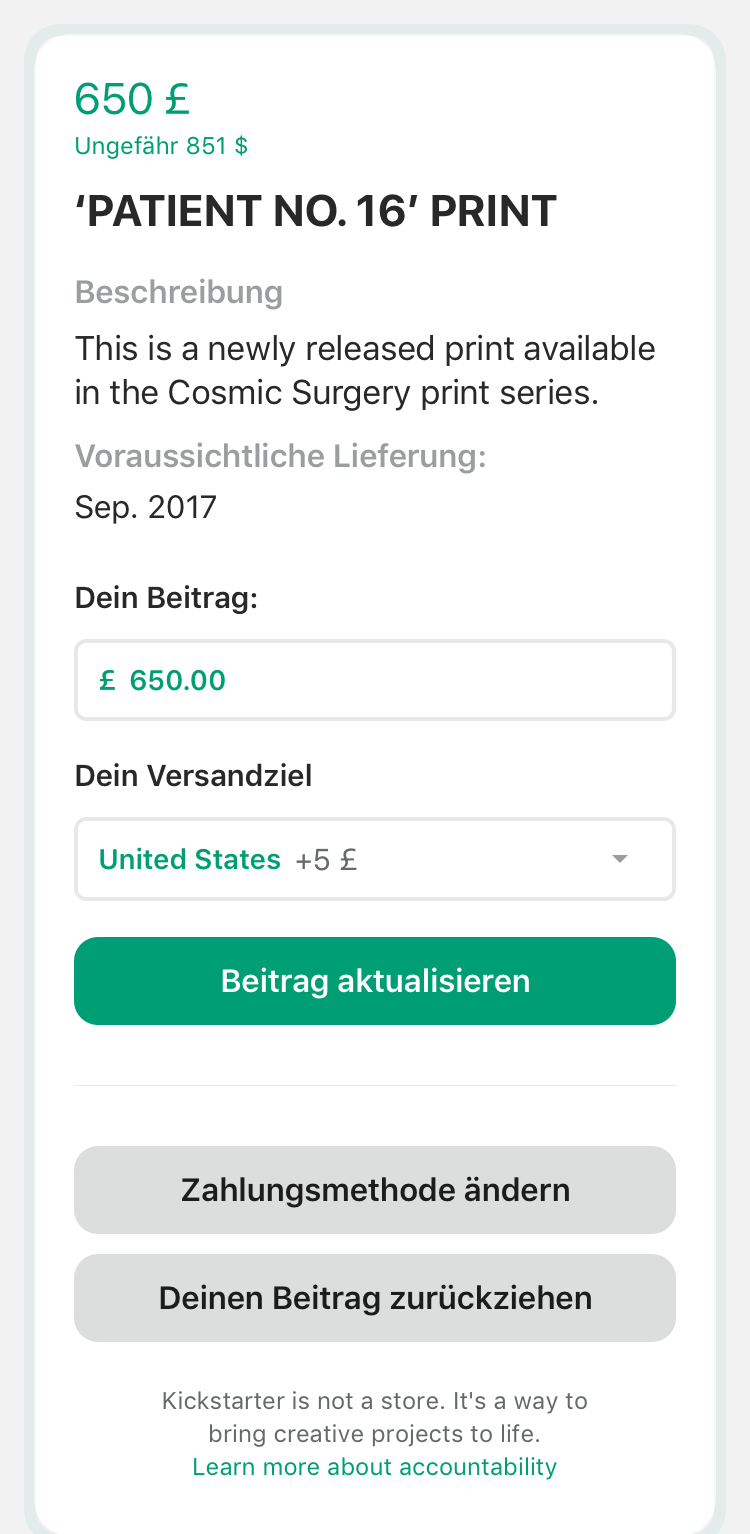 650 £
Ungefähr 851 $
‘PATIENT NO. 16’ PRINT
Beschreibung
This is a newly released print available
in the Cosmic Surgery print series.
Voraussichtliche Lieferung:
Sep. 2017
Dein Beitrag:
£ 650.00
Dein Versandziel
United States +5 £
Beitrag aktualisieren
Zahlungsmethode ändern
Deinen Beitrag zurückziehen
Kickstarter is not a store. It's a way to
bring creative projects to life.
Learn more about accountability